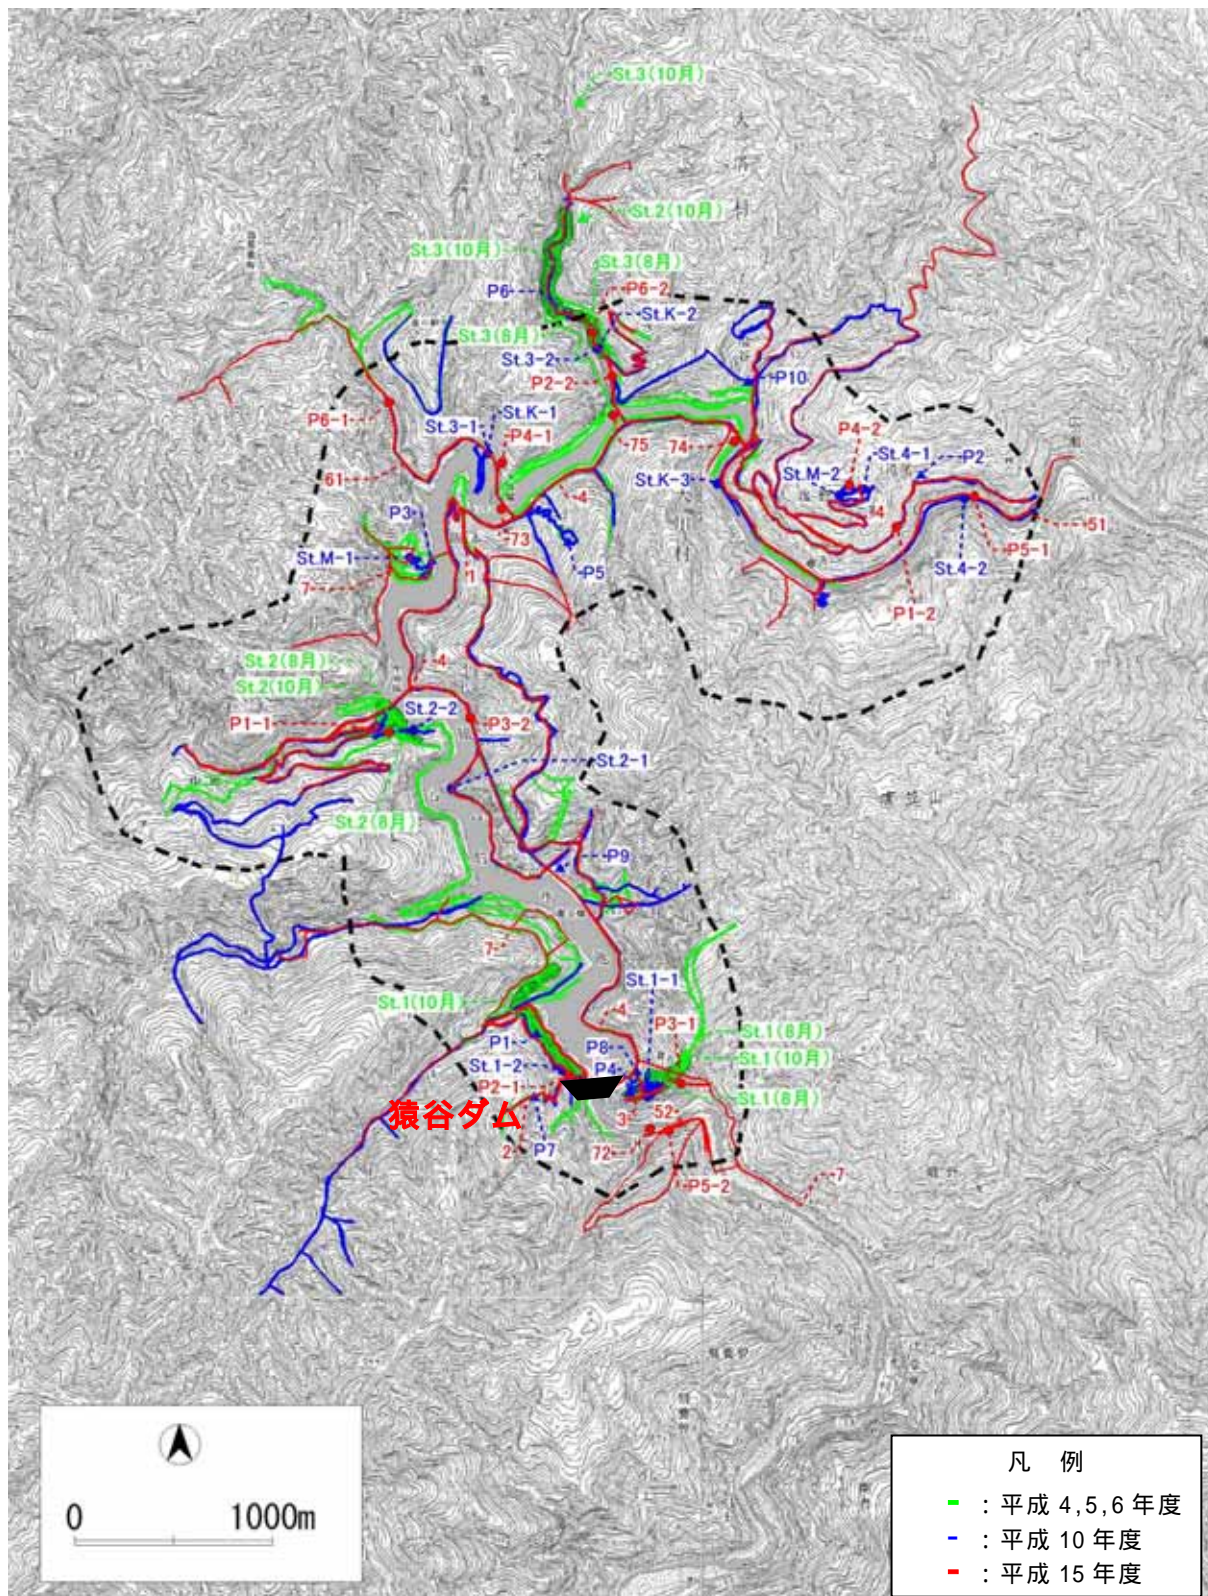 St.3(10月)
St.2(10月)
St.3(10月)
St.3(8月)
P6
P6-2
St.K-2
St.3(6月)
St.3-2
P2-2
P10
P6-1
St.K-1
St.3-1
P4-1
75
74
61
P4-2
St.4-1
P2
St.M-2
St.K-3
4
4
P3
73
51
St.M-1
P5
P5-1
St.4-2
7
1
P1-2
St.2(8月)
4
St.2(10月)
P1-1
St.2-2
P3-2
St.2-1
St.2(8月)
P9
7
St.1-1
St.1(10月)
4
P3-1
St.1(8月)
P1
P8
St.1(10月)
St.1-2
P4
P2-1
St.1(6月)
猿谷ダム
3
52
2
P7
72
P5-2
7
0
1000m
凡 例
：平成 4,5,6 年度
：平成 10 年度
：平成 15 年度